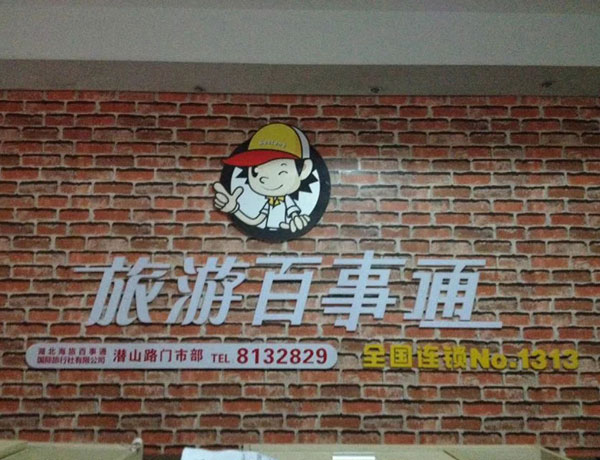 旅游百事通
湖北海旅百事通
国际旅行社有限公司
潜山路门市部 TEL 8132829
全国连锁No.1313